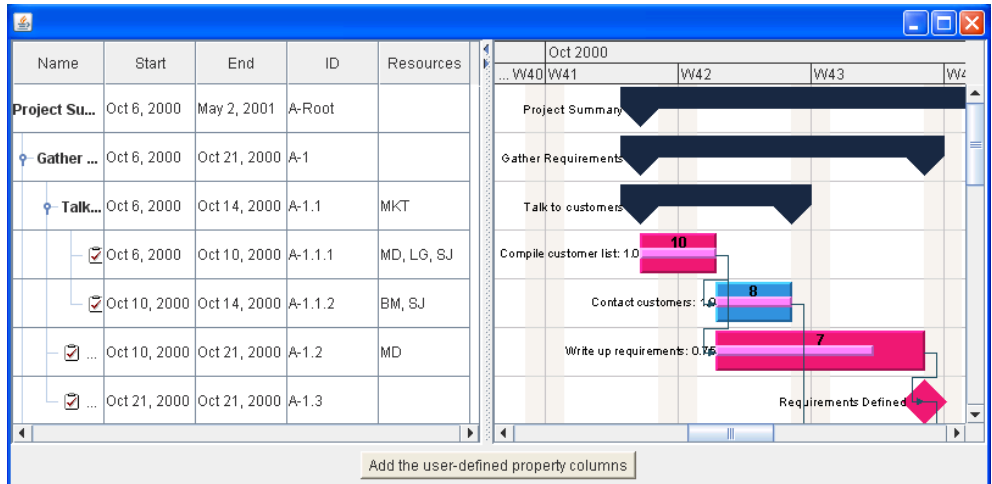 Name Start End ID Resources
Oct 2000
... W40 W41 W42 W43 W4
Project Su... Oct 6, 2000 May 2, 2001 A-Root Project Summary
Gather ... Oct 6, 2000 Oct 21, 2000 A-1 Gather Requirements
Talk... Oct 6, 2000 Oct 14, 2000 A-1.1 MKT Talk to customers
Oct 6, 2000 Oct 10, 2000 A-1.1.1 MD, LG, SJ Compile customer list: 1.0 10
Oct 10, 2000 Oct 14, 2000 A-1.1.2 BM, SJ Contact customers: 1.0 8
... Oct 10, 2000 Oct 21, 2000 A-1.2 MD Write up requirements: 0.75 7
... Oct 21, 2000 Oct 21, 2000 A-1.3 Requirements Defined
Add the user-defined property columns